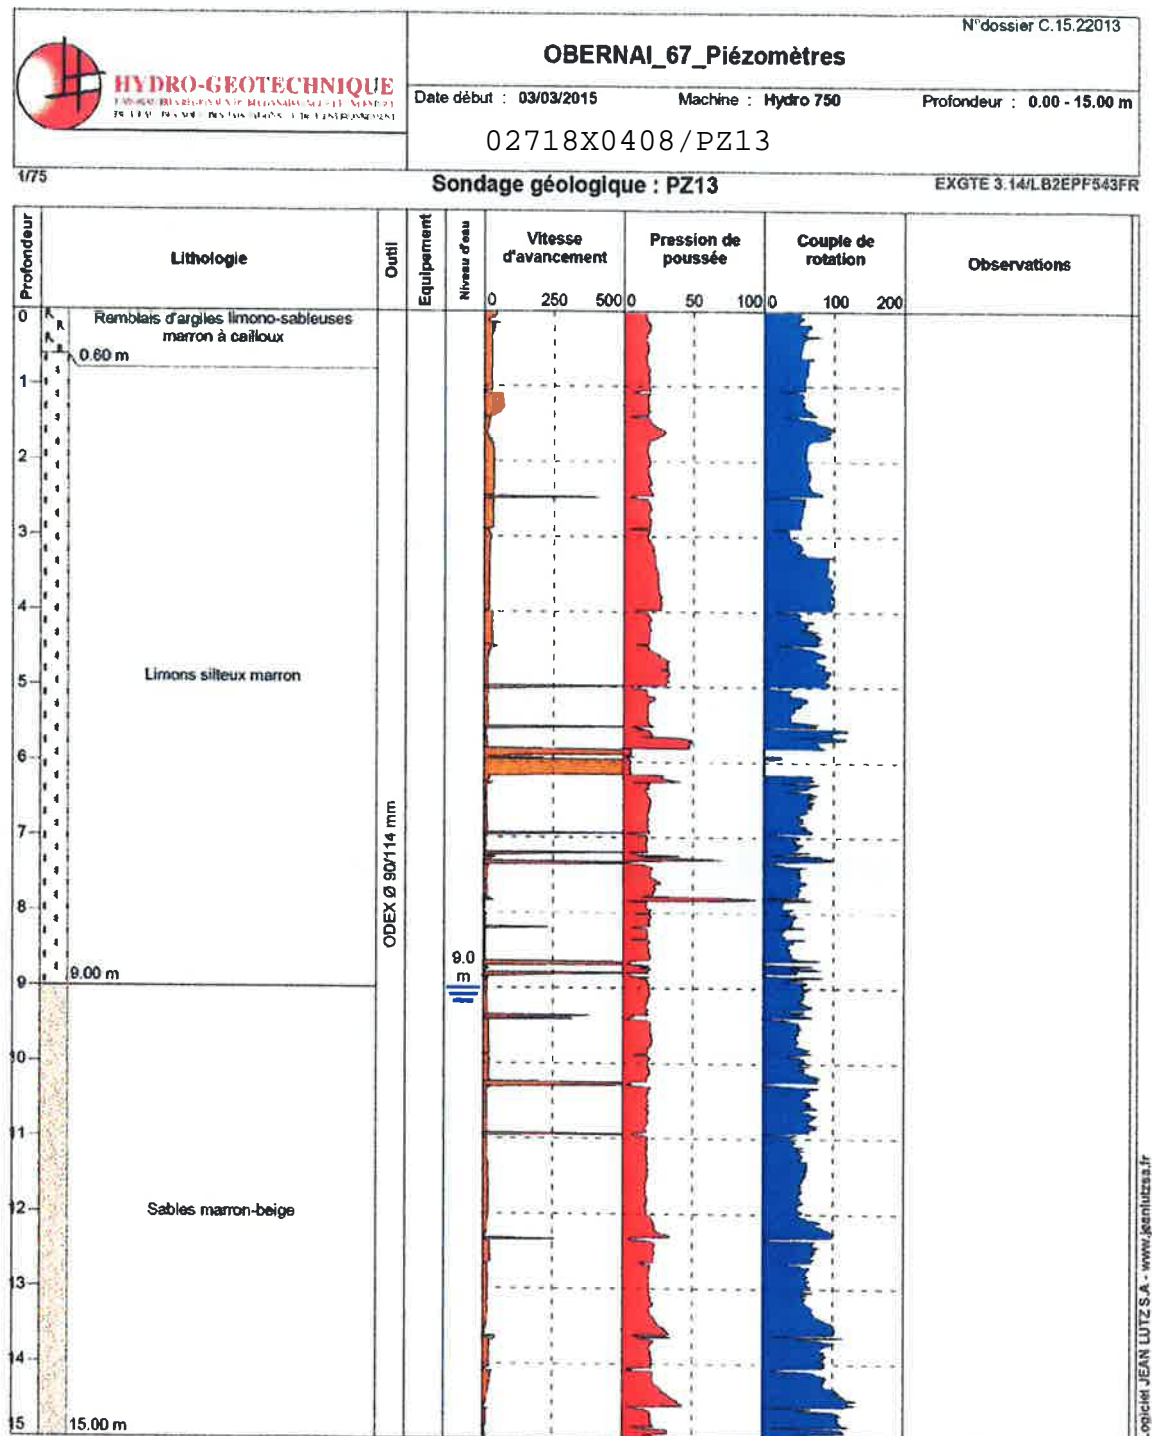 N°dossier C.15.22013
OBERNAI_67_Piézomètres
HYDRO-GEOTECHNIQUE
Date début : 03/03/2015 Machine : Hydro 750 Profondeur : 0.00 - 15.00 m
02718X0408/PZ13
1/75 Sondage géologique : PZ13 EXGTE 3.14/LB2EPF543FR
Profondeur Lithologie Outil Equipement Niveau d'eau Vitesse d'avancement Pression de poussée Couple de rotation Observations
0 250 500 0 50 100 0 100 200
0
Remblais d'argiles limono-sableuses
marron à cailloux
0.60 m
1
2
3
4
Limons silteux marron
5
6
7
ODEX Ø 90/114 mm
8
9.0
m
9
9.00 m
10
11
12
Sables marron-beige
13
14
15
15.00 m
Logiciel JEAN LUTZ S.A - www.jeanlutzsa.fr